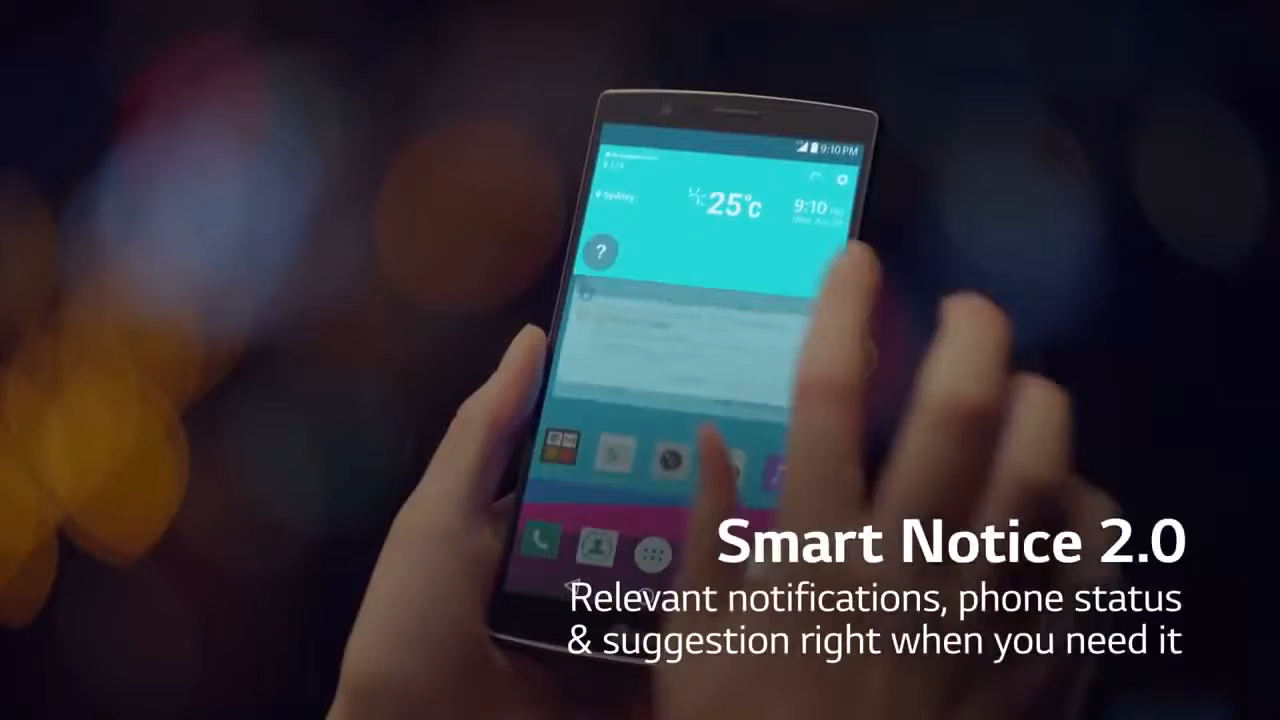 9:10 PM
Sydney
25°c
9:10
?
Smart Notice 2.0
Relevant notifications, phone status
& suggestion right when you need it